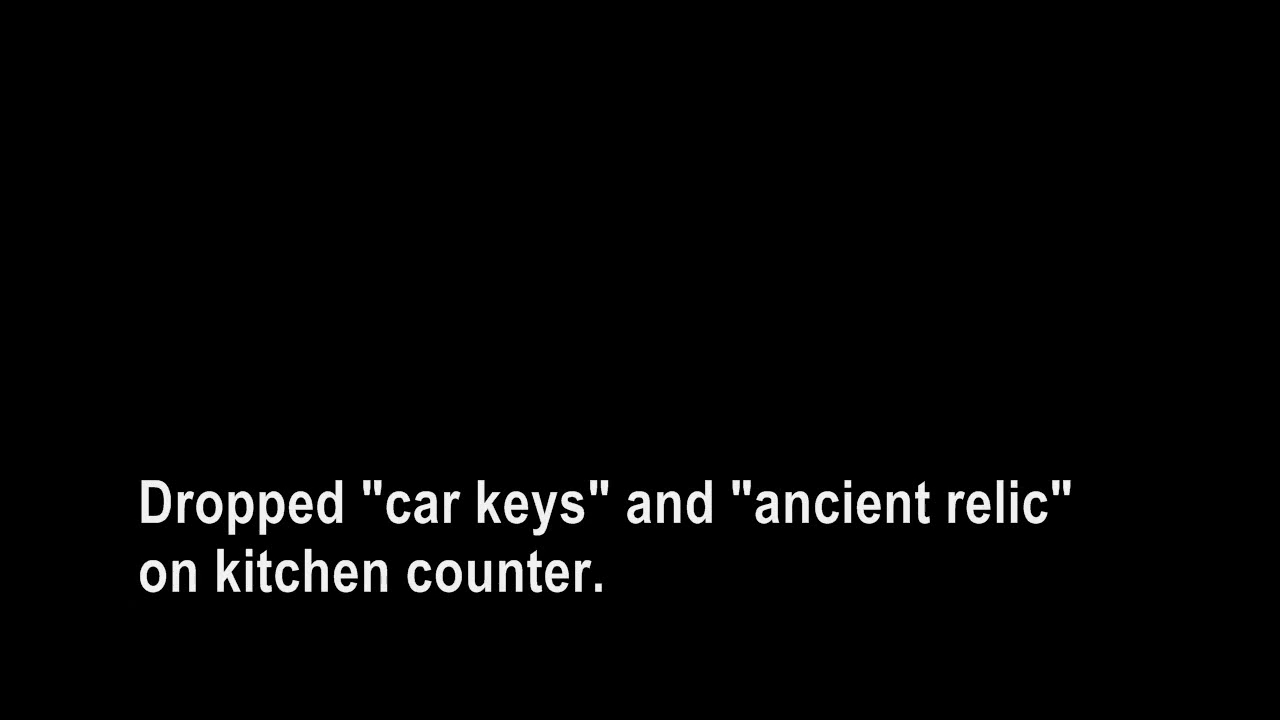 Dropped "car keys" and "ancient relic"
on kitchen counter.